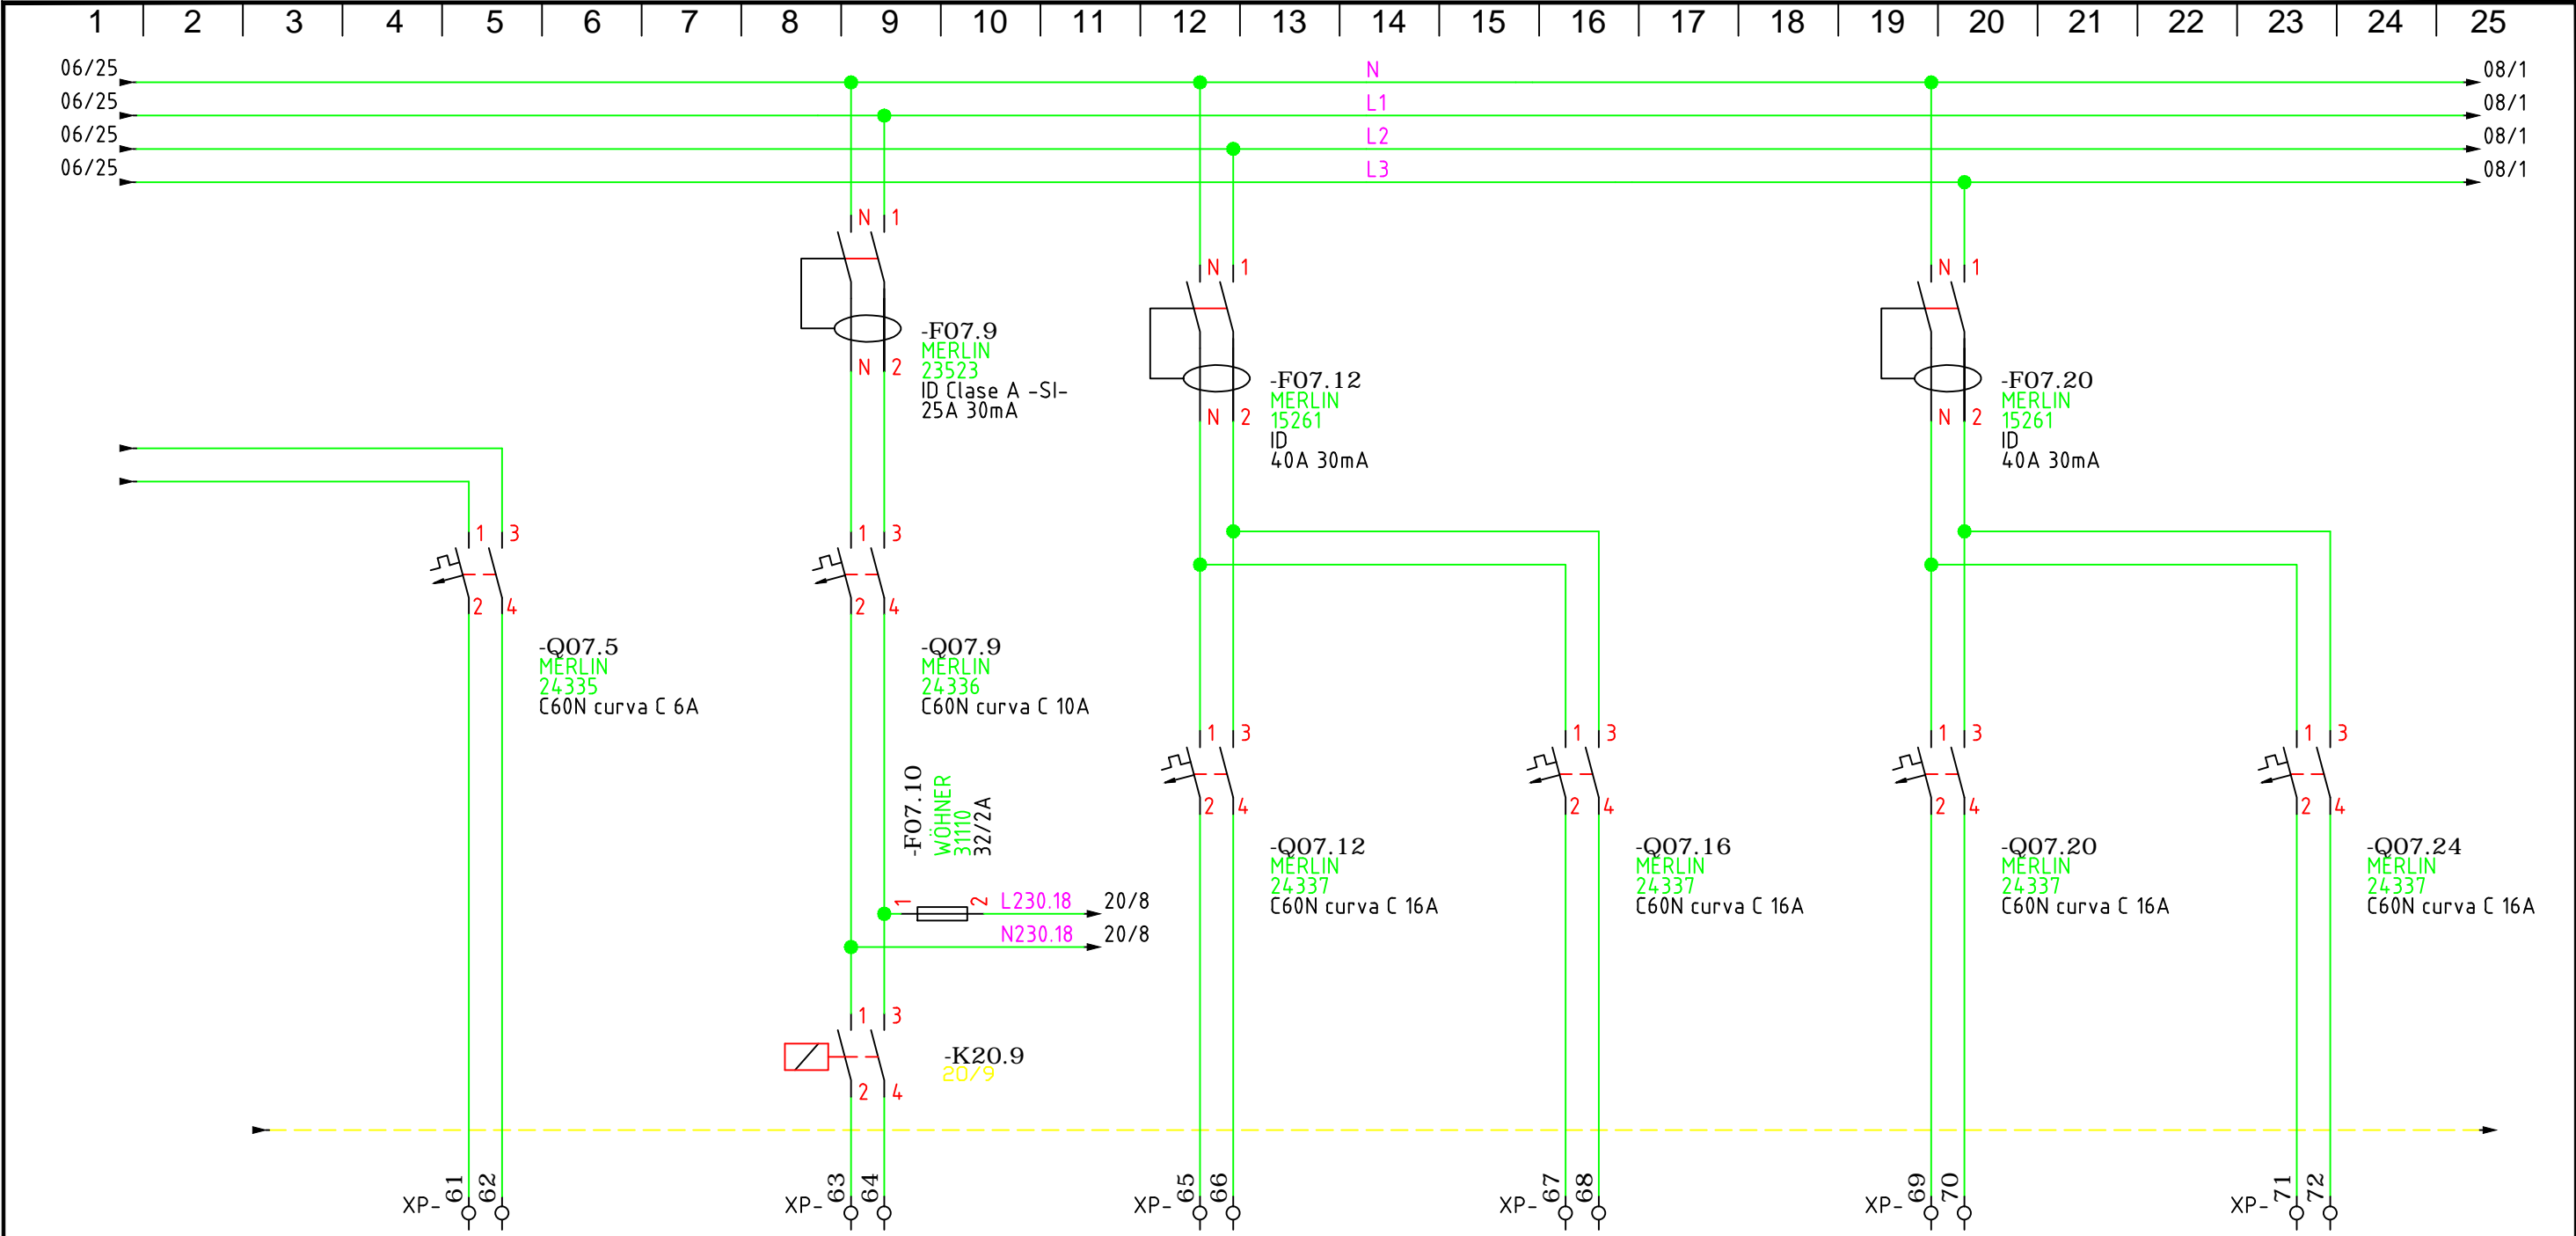 1 2 3 4 5 6 7 8 9 10 11 12 13 14 15 16 17 18 19 20 21 22 23 24 25
06/25 N 08/1
06/25 L1 08/1
06/25 L2 08/1
06/25 L3 08/1
N 1
N 2
-F07.9
MERLIN
23523
ID Clase A -SI-
25A 30mA
N 1
N 2
-F07.12
MERLIN
15261
ID
40A 30mA
N 1
N 2
-F07.20
MERLIN
15261
ID
40A 30mA
1 3
2 4
-Q07.5
MERLIN
24335
C60N curva C 6A
1 3
2 4
-Q07.9
MERLIN
24336
C60N curva C 10A
-F07.10
WÖHNER
31110
32/2A
1 2 L230.18 20/8
N230.18 20/8
1 3
2 4
-Q07.12
MERLIN
24337
C60N curva C 16A
1 3
2 4
-Q07.16
MERLIN
24337
C60N curva C 16A
1 3
2 4
-Q07.20
MERLIN
24337
C60N curva C 16A
1 3
2 4
-Q07.24
MERLIN
24337
C60N curva C 16A
1 3
2 4
-K20.9
20/9
XP- 61 62
XP- 63 64
XP- 65 66
XP- 67 68
XP- 69 70
XP- 71 72